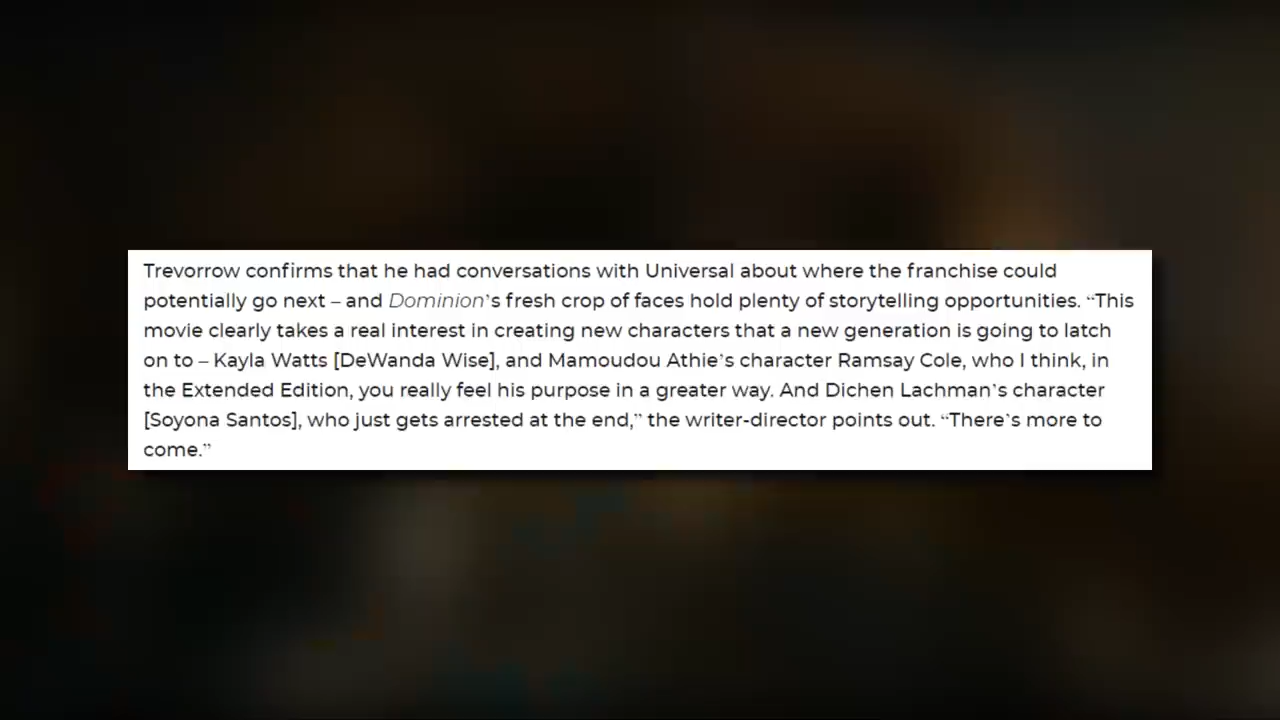 Trevorrow confirms that he had conversations with Universal about where the franchise could
potentially go next – and Dominion’s fresh crop of faces hold plenty of storytelling opportunities. “This
movie clearly takes a real interest in creating new characters that a new generation is going to latch
on to – Kayla Watts [DeWanda Wise], and Mamoudou Athie’s character Ramsay Cole, who I think, in
the Extended Edition, you really feel his purpose in a greater way. And Dichen Lachman’s character
[Soyona Santos], who just gets arrested at the end,” the writer-director points out. “There’s more to
come.”